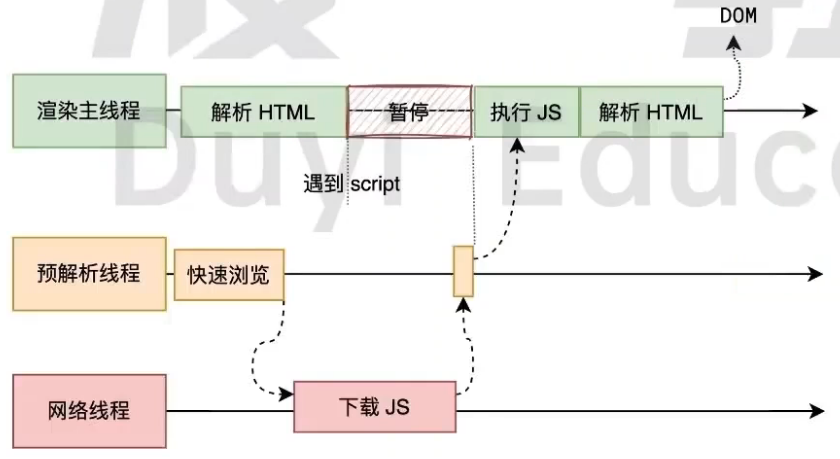 DOM
渲染主线程
解析 HTML
暂停
执行 JS
解析 HTML
Duyi Educ
遇到 script
预解析线程
快速浏览
网络线程
下载 JS